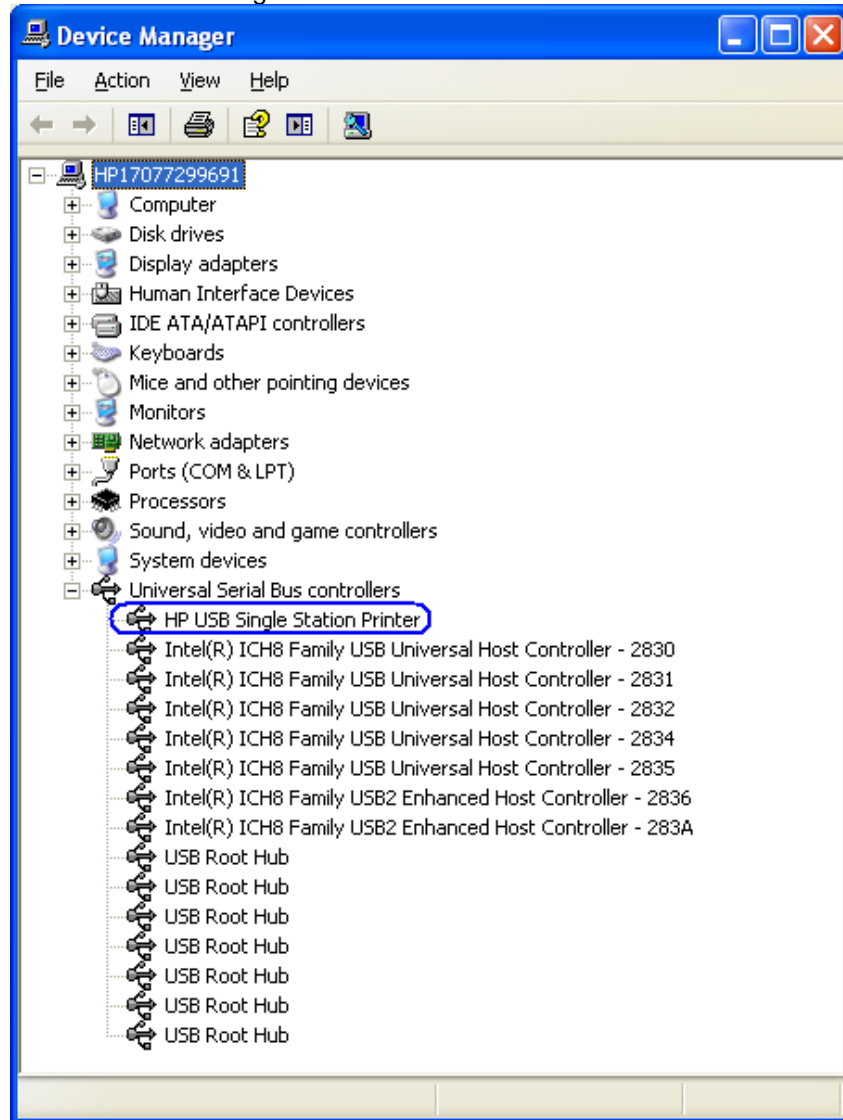 Device Manager
File Action View Help
HP17077299691
Computer
Disk drives
Display adapters
Human Interface Devices
IDE ATA/ATAPI controllers
Keyboards
Mice and other pointing devices
Monitors
Network adapters
Ports (COM & LPT)
Processors
Sound, video and game controllers
System devices
Universal Serial Bus controllers
HP USB Single Station Printer
Intel(R) ICH8 Family USB Universal Host Controller - 2830
Intel(R) ICH8 Family USB Universal Host Controller - 2831
Intel(R) ICH8 Family USB Universal Host Controller - 2832
Intel(R) ICH8 Family USB Universal Host Controller - 2834
Intel(R) ICH8 Family USB Universal Host Controller - 2835
Intel(R) ICH8 Family USB2 Enhanced Host Controller - 2836
Intel(R) ICH8 Family USB2 Enhanced Host Controller - 283A
USB Root Hub
USB Root Hub
USB Root Hub
USB Root Hub
USB Root Hub
USB Root Hub
USB Root Hub